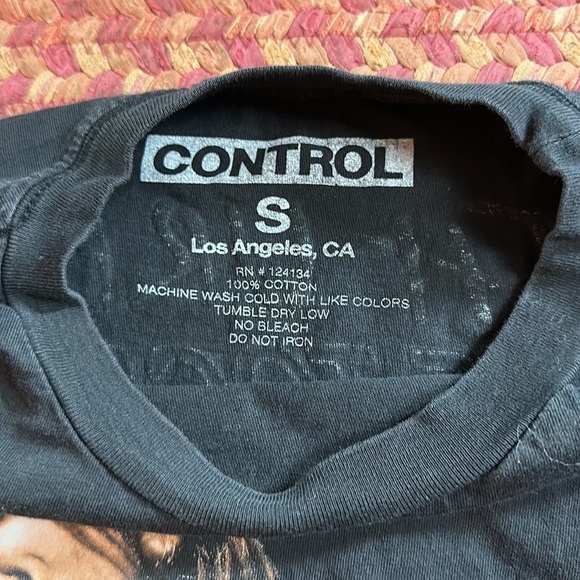 CONTROL
S
Los Angeles, CA
RN # 124134
100% COTTON
MACHINE WASH COLD WITH LIKE COLORS
TUMBLE DRY LOW
NO BLEACH
DO NOT IRON